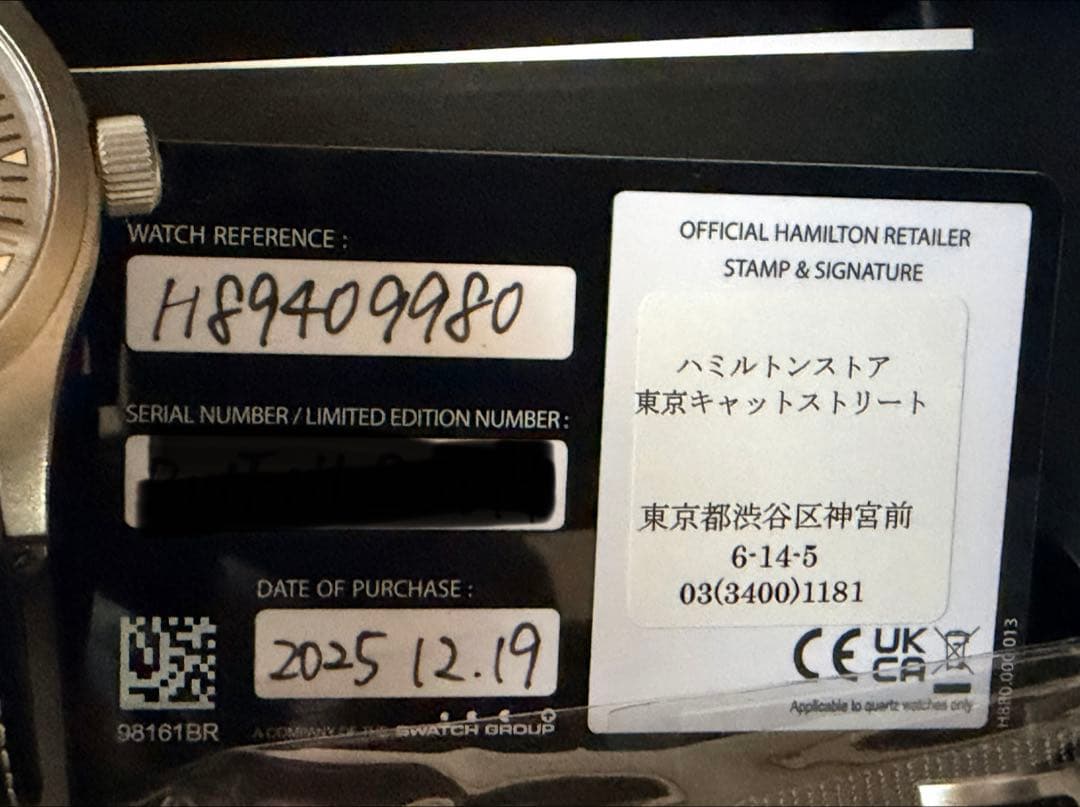 WATCH REFERENCE :
H89409980
SERIAL NUMBER / LIMITED EDITION NUMBER :
DATE OF PURCHASE :
2025 12.19
98161BR
A COMPANY OF THE SWATCH GROUP
OFFICIAL HAMILTON RETAILER
STAMP & SIGNATURE
ハミルトンストア
東京キャットストリート
東京都渋谷区神宮前
6-14-5
03(3400)1181
CE UK CA
Applicable to quartz watches only